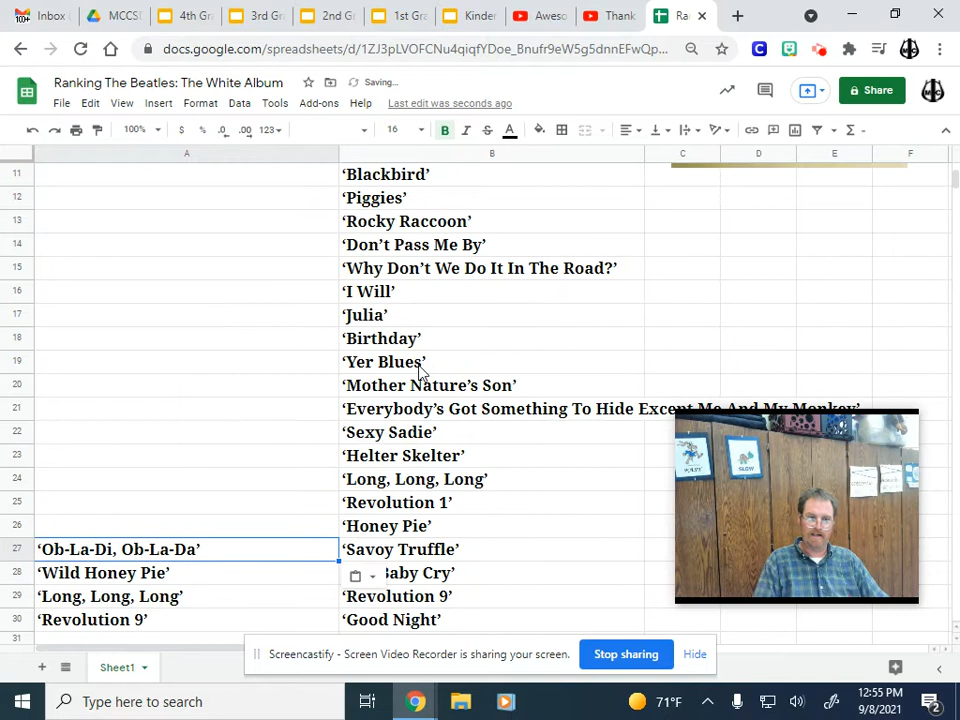 100+
Inbox
MCCSD
4th Gr
3rd Gra
2nd G
1st Gra
Kinder
Aweso
Thank
Ra
docs.google.com/spreadsheets/d/1ZJ3pLVOFCNu4qiqfYDoe_Bnufr9eW5g5dnnEFwQp...
Ranking The Beatles: The White Album
Saving...
File Edit View Insert Format Data Tools Add-ons Help Last edit was seconds ago
Share
100% $ % .0 .00 123 16 B I S A
A B C D E F
11 ‘Blackbird’
12 ‘Piggies’
13 ‘Rocky Raccoon’
14 ‘Don’t Pass Me By’
15 ‘Why Don’t We Do It In The Road?’
16 ‘I Will’
17 ‘Julia’
18 ‘Birthday’
19 ‘Yer Blues’
20 ‘Mother Nature’s Son’
21 ‘Everybody’s Got Something To Hide Except Me And My Monkey’
22 ‘Sexy Sadie’
23 ‘Helter Skelter’
24 ‘Long, Long, Long’
25 ‘Revolution 1’
26 ‘Honey Pie’
27 ‘Ob-La-Di, Ob-La-Da’ ‘Savoy Truffle’
28 ‘Wild Honey Pie’ Baby Cry’
29 ‘Long, Long, Long’ ‘Revolution 9’
30 ‘Revolution 9’ ‘Good Night’
31
SLOW
Sheet1
Screencastify - Screen Video Recorder is sharing your screen.
Stop sharing
Hide
Type here to search
71°F
12:55 PM
9/8/2021
2